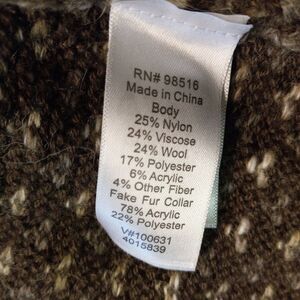 RN# 98516
Made in China
Body
25% Nylon
24% Viscose
24% Wool
17% Polyester
6% Acrylic
4% Other Fiber
Fake Fur Collar
78% Acrylic
22% Polyester
V#100631
4015839